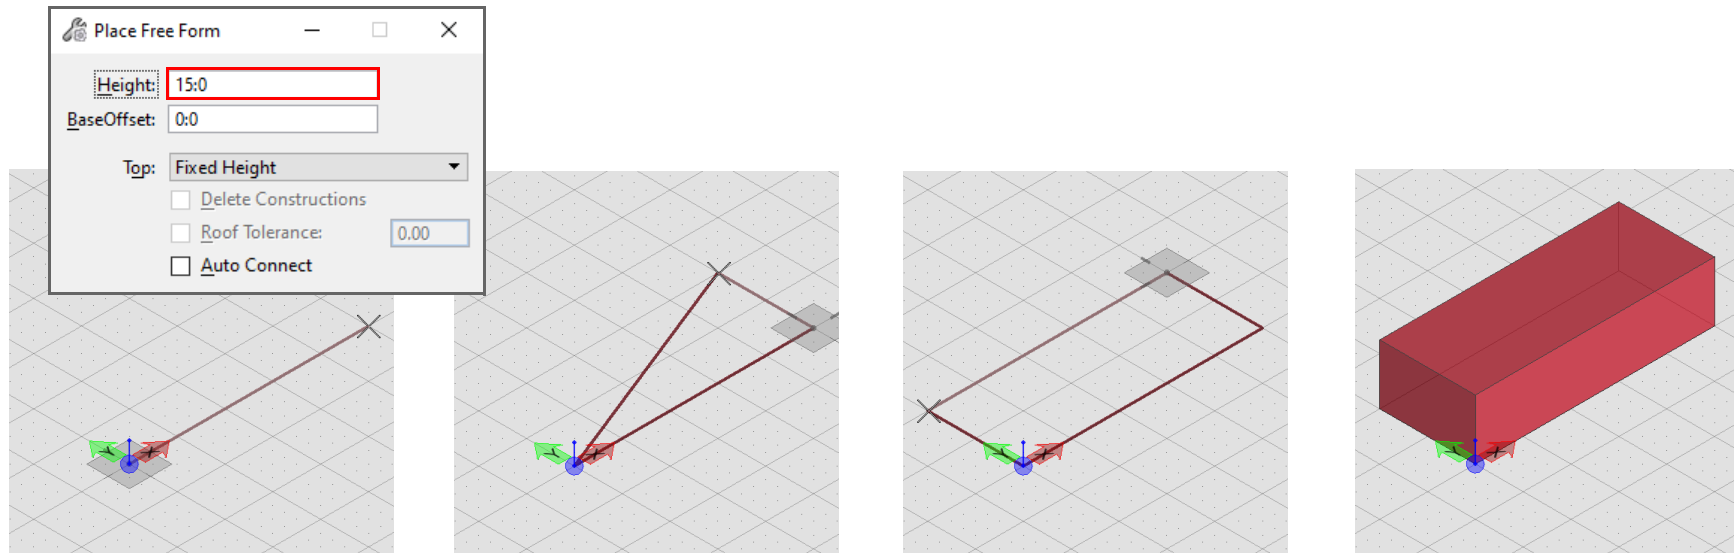 Place Free Form
Height: 15:0
BaseOffset: 0:0
Top: Fixed Height
Delete Constructions
Roof Tolerance: 0.00
Auto Connect
Y X
Y X
Y X
Y X